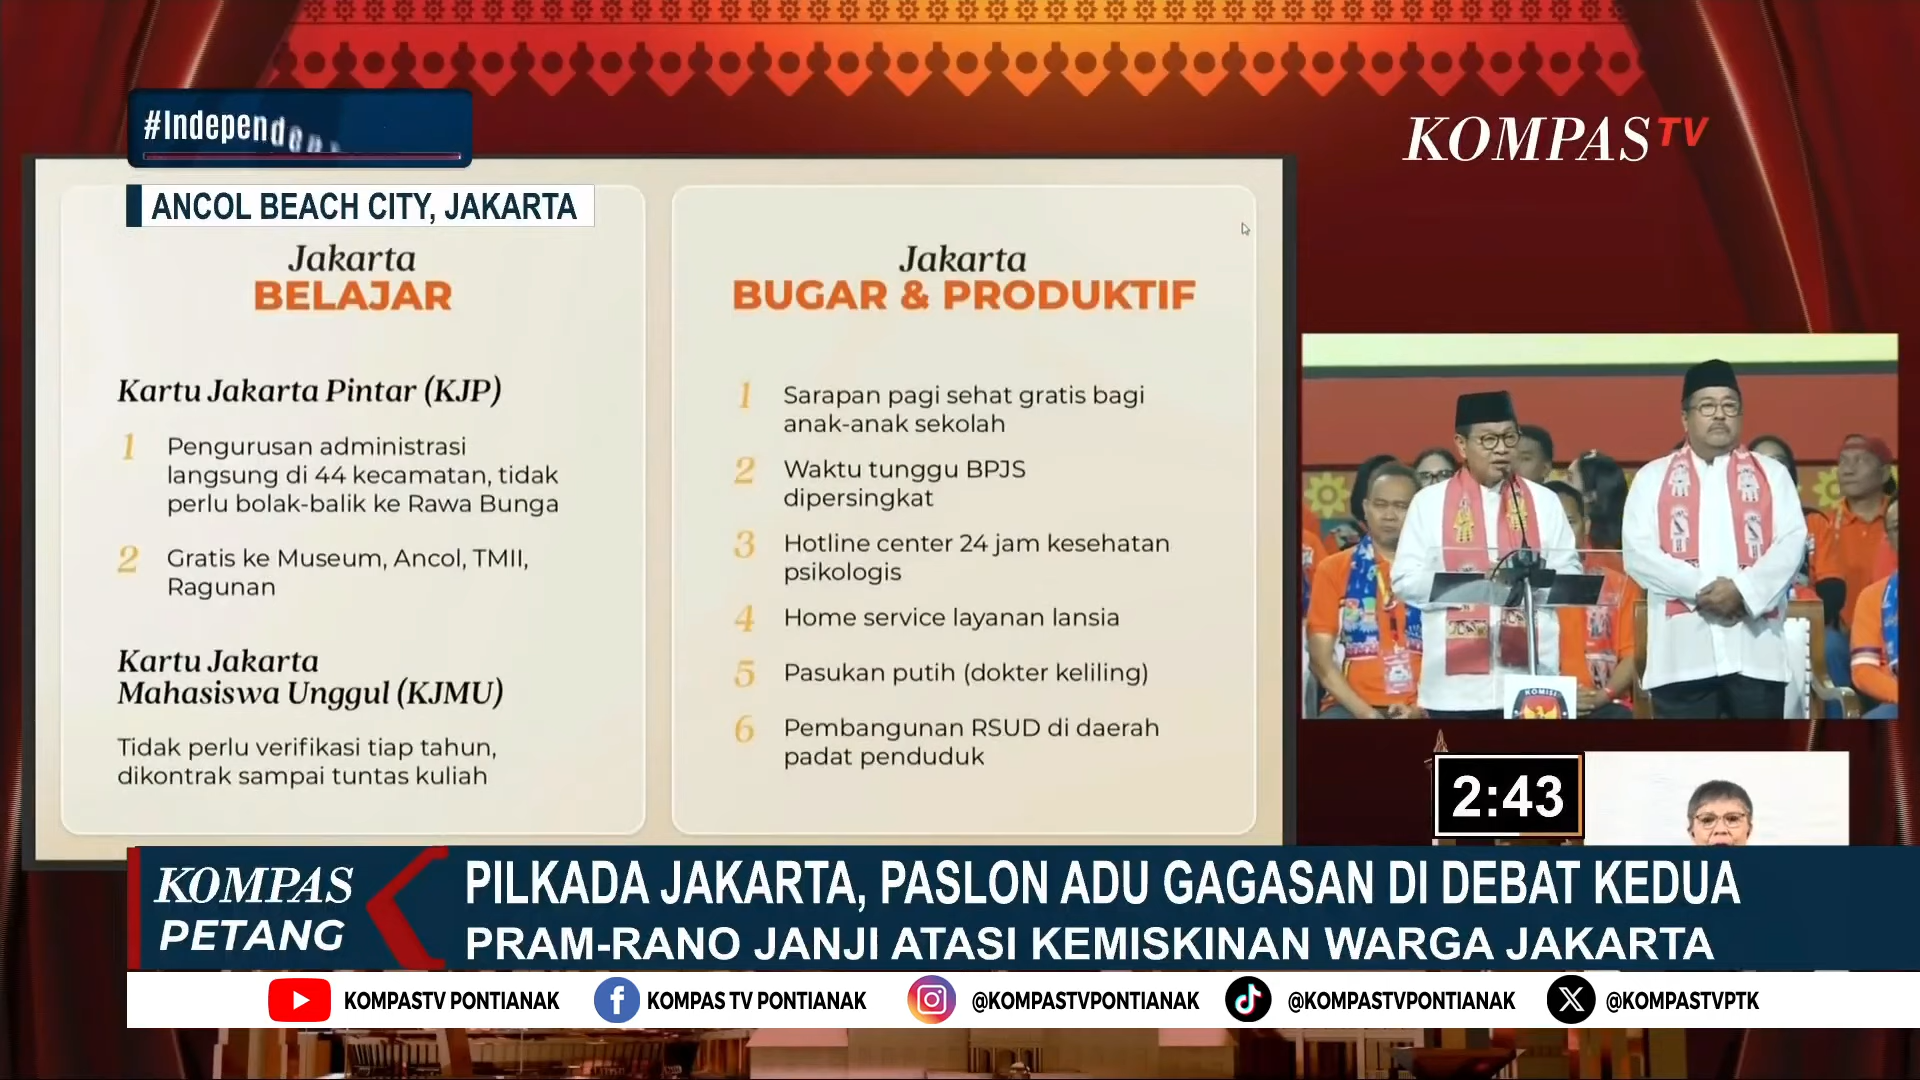 #Independen
KOMPAS TV
ANCOL BEACH CITY, JAKARTA
Jakarta
BELAJAR
Kartu Jakarta Pintar (KJP)
1 Pengurusan administrasi
langsung di 44 kecamatan, tidak
perlu bolak-balik ke Rawa Bunga
2 Gratis ke Museum, Ancol, TMII,
Ragunan
Kartu Jakarta
Mahasiswa Unggul (KJMU)
Tidak perlu verifikasi tiap tahun,
dikontrak sampai tuntas kuliah
Jakarta
BUGAR & PRODUKTIF
1 Sarapan pagi sehat gratis bagi
anak-anak sekolah
2 Waktu tunggu BPJS
dipersingkat
3 Hotline center 24 jam kesehatan
psikologis
4 Home service layanan lansia
5 Pasukan putih (dokter keliling)
6 Pembangunan RSUD di daerah
padat penduduk
KOMISI
2:43
KOMPAS
PETANG
PILKADA JAKARTA, PASLON ADU GAGASAN DI DEBAT KEDUA
PRAM-RANO JANJI ATASI KEMISKINAN WARGA JAKARTA
KOMPASTV PONTIANAK
KOMPAS TV PONTIANAK
@KOMPASTVPONTIANAK
@KOMPASTVPONTIANAK
@KOMPASTVPTK